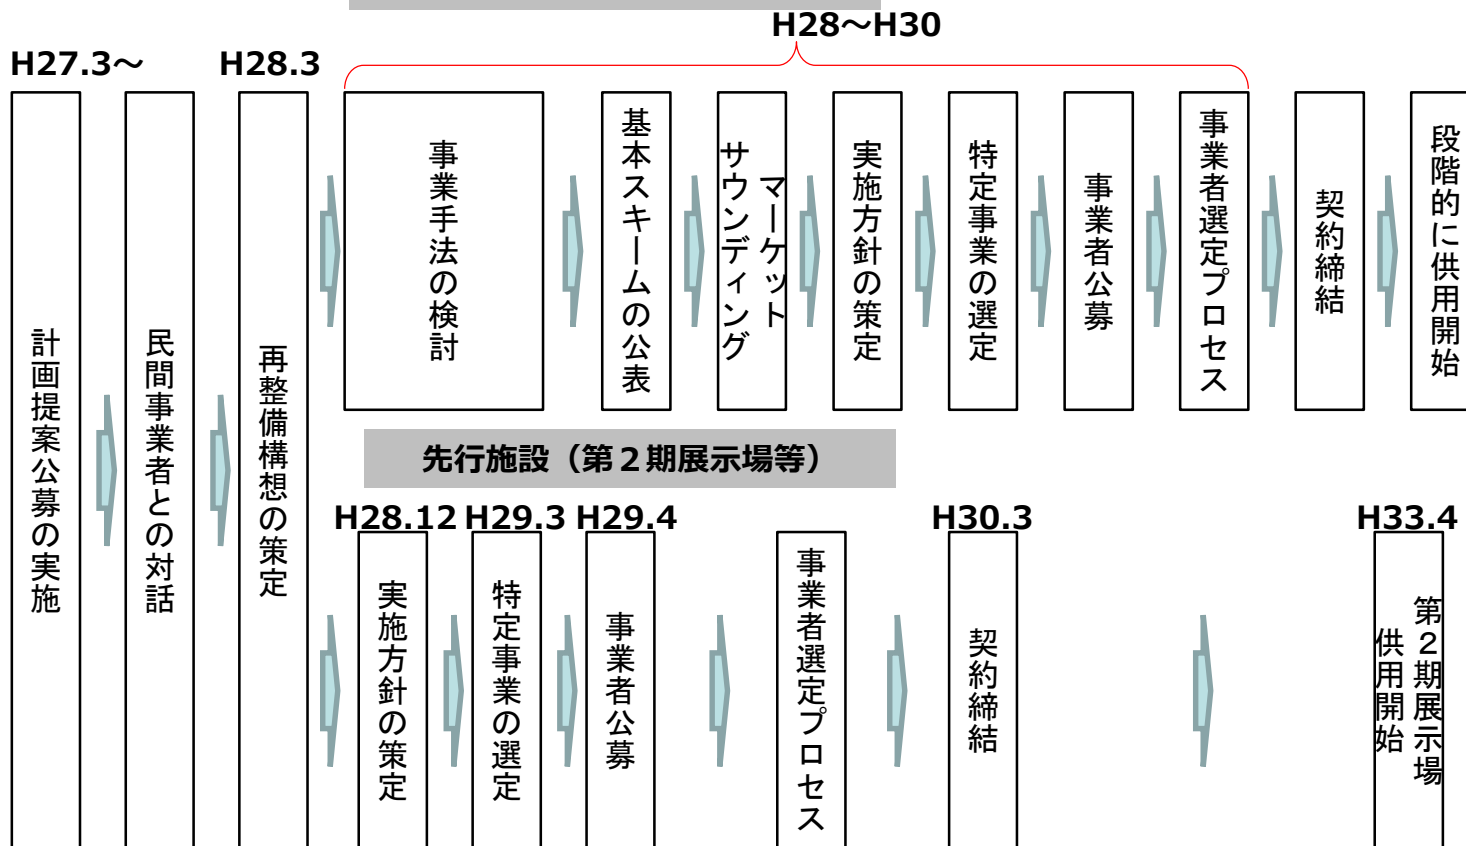 H28～H30
H27.3～
H28.3
計画提案公募の実施
民間事業者との対話
再整備構想の策定
事業手法の検討
基本スキームの公表
マーケット
サウンディング
実施方針の策定
特定事業の選定
事業者公募
事業者選定プロセス
契約締結
段階的に供用開始
先行施設（第２期展示場等）
H28.12
H29.3
H29.4
H30.3
H33.4
実施方針の策定
特定事業の選定
事業者公募
事業者選定プロセス
契約締結
第２期展示場
供用開始